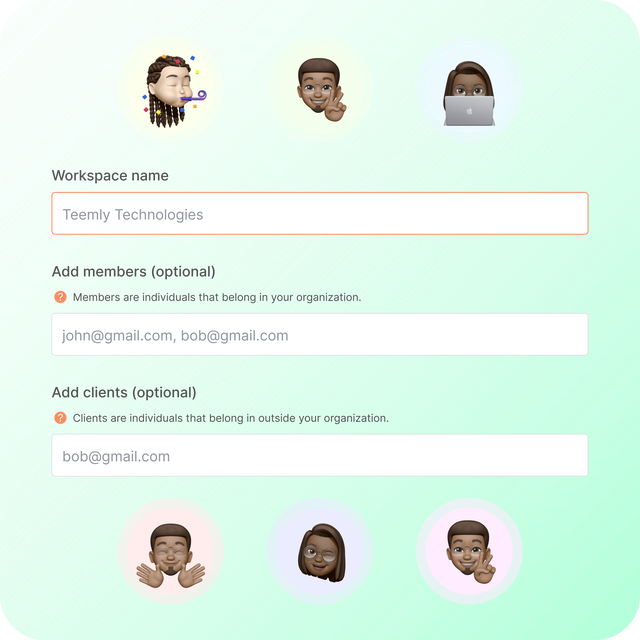 Workspace name
Teemly Technologies
Add members (optional)
? Members are individuals that belong in your organization.
john@gmail.com, bob@gmail.com
Add clients (optional)
? Clients are individuals that belong in outside your organization.
bob@gmail.com